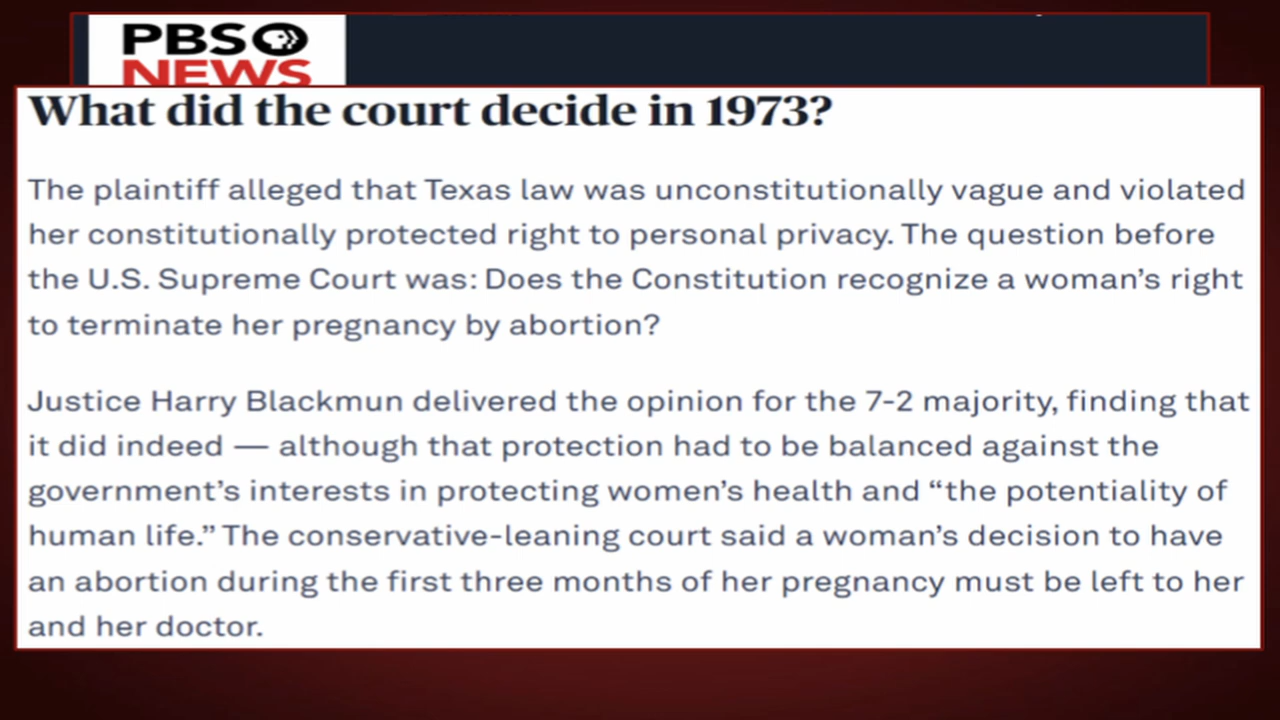 PBS
NEWS
What did the court decide in 1973?
The plaintiff alleged that Texas law was unconstitutionally vague and violated
her constitutionally protected right to personal privacy. The question before
the U.S. Supreme Court was: Does the Constitution recognize a woman’s right
to terminate her pregnancy by abortion?
Justice Harry Blackmun delivered the opinion for the 7-2 majority, finding that
it did indeed — although that protection had to be balanced against the
government’s interests in protecting women’s health and “the potentiality of
human life.” The conservative-leaning court said a woman’s decision to have
an abortion during the first three months of her pregnancy must be left to her
and her doctor.